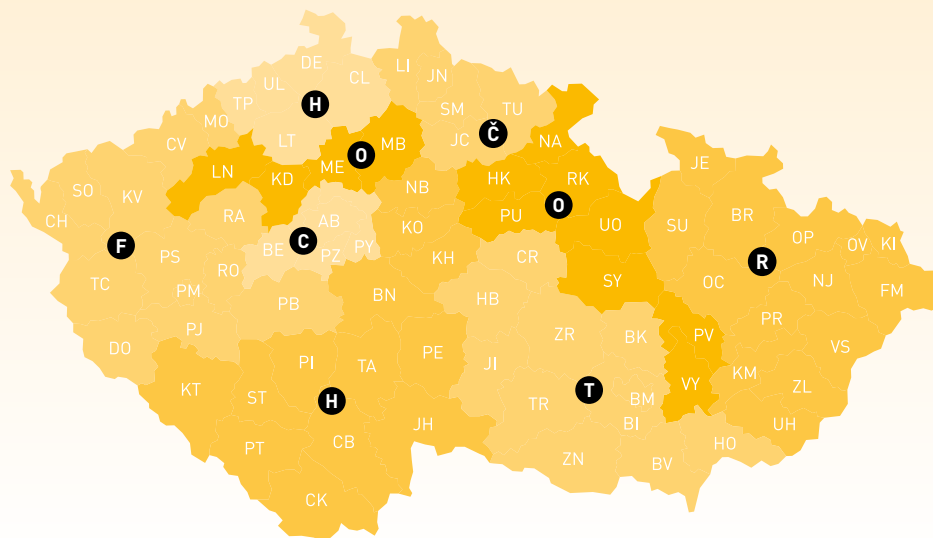 DE
UL
CL
LI
JN
TP
H
SM
TU
MO
LT
Č
CV
O
MB
JC
NA
ME
LN
KD
HK
RK
NB
JE
SO
KV
RA
AB
PU
O
UO
SU
BR
CH
F
BE
C
PZ
PY
KO
OP
OV
KI
PS
RO
KH
CR
R
TC
PM
PB
BN
HB
SY
OC
NJ
FM
PJ
ZR
BK
PV
PR
DO
PI
TA
PE
JI
VS
KT
ST
H
TR
T
BM
VY
KM
ZL
JH
BI
UH
PT
CB
ZN
BV
HO
CK